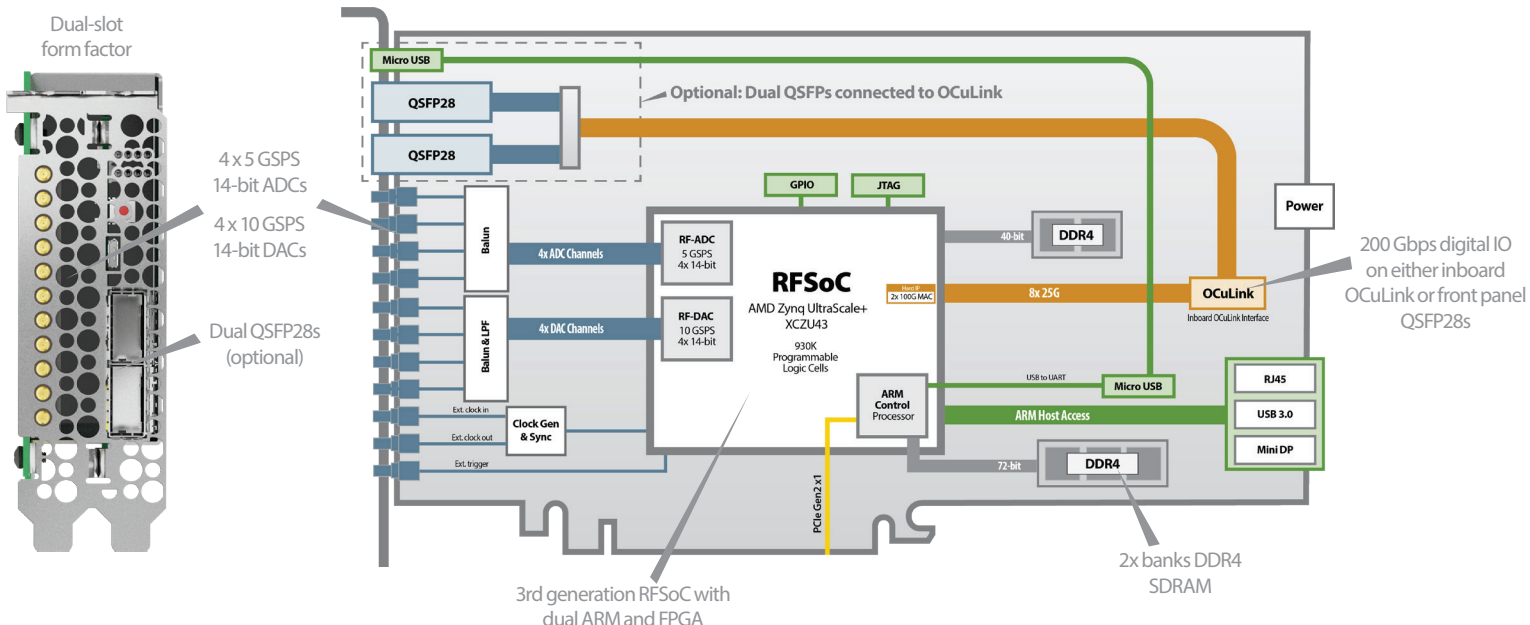 Dual-slot
form factor
4 x 5 GSPS
14-bit ADCs
4 x 10 GSPS
14-bit DACs
Dual QSFP28s
(optional)
Micro USB
QSFP28
QSFP28
Optional: Dual QSFPs connected to OCuLink
GPIO
JTAG
Balun
4x ADC Channels
RF-ADC
5 GSPS
4x 14-bit
Balun & LPF
4x DAC Channels
RF-DAC
10 GSPS
4x 14-bit
RFSoC
AMD Zynq UltraScale+
XCZU43
930K
Programmable
Logic Cells
Hard IP
2x 100G MAC
40-bit
DDR4
8x 25G
OCuLink
Inboard OCuLink Interface
Power
200 Gbps digital IO
on either inboard
OCuLink or front panel
QSFP28s
Ext. clock in
Ext. clock out
Clock Gen
& Sync
Ext. trigger
ARM
Control
Processor
USB to UART
Micro USB
ARM Host Access
RJ45
USB 3.0
Mini DP
72-bit
DDR4
PCIe Gen2 x1
2x banks DDR4
SDRAM
3rd generation RFSoC with
dual ARM and FPGA